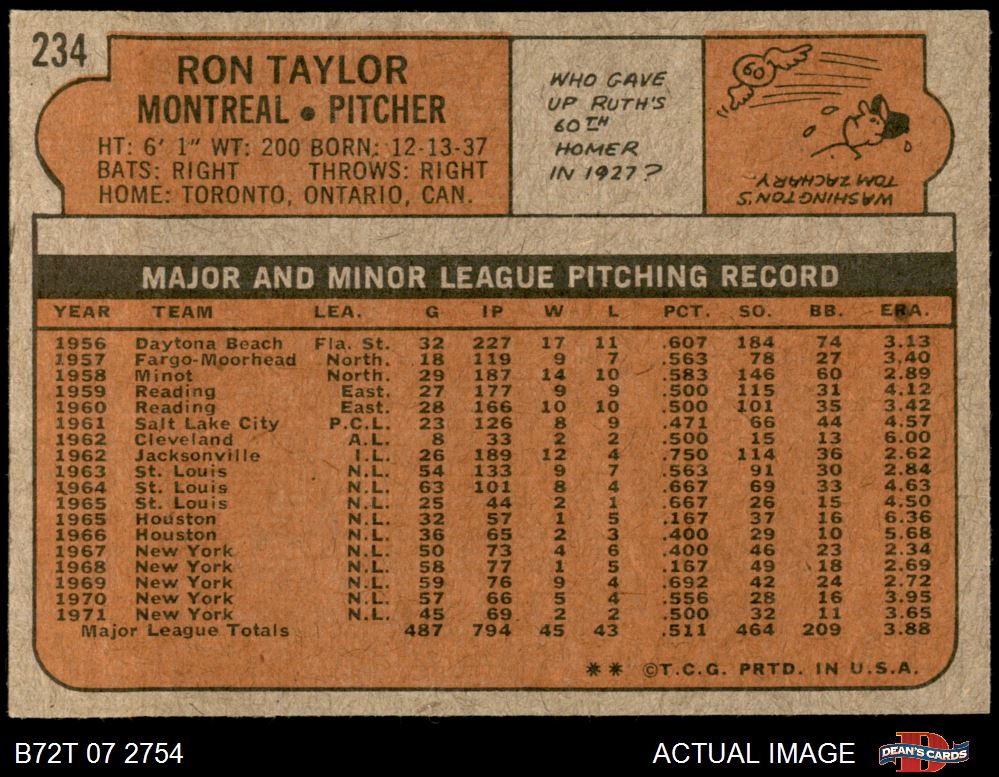 234
RON TAYLOR
MONTREAL • PITCHER
HT: 6' 1" WT: 200 BORN: 12-13-37
BATS: RIGHT THROWS: RIGHT
HOME: TORONTO, ONTARIO, CAN.
WHO GAVE
UP RUTH'S
60TH
HOMER
IN 1927?
60
WASHINGTON'S
TOM ZACHARY
MAJOR AND MINOR LEAGUE PITCHING RECORD
YEAR TEAM LEA. G IP W L PCT. SO. BB. ERA.
1956 Daytona Beach Fla. St. 32 227 17 11 .607 184 74 3.13
1957 Fargo-Moorhead North. 18 119 9 7 .563 78 27 3.40
1958 Minot North. 29 187 14 10 .583 146 60 2.89
1959 Reading East. 27 177 9 9 .500 115 31 4.12
1960 Reading East. 28 166 10 10 .500 101 35 3.42
1961 Salt Lake City P.C.L. 23 126 8 9 .471 66 44 4.57
1962 Cleveland A.L. 8 33 2 2 .500 15 13 6.00
1962 Jacksonville I.L. 26 189 12 4 .750 114 36 2.62
1963 St. Louis N.L. 54 133 9 7 .563 91 30 2.84
1964 St. Louis N.L. 63 101 8 4 .667 69 33 4.63
1965 St. Louis N.L. 25 44 2 1 .667 26 15 4.50
1965 Houston N.L. 32 57 1 5 .167 37 16 6.36
1966 Houston N.L. 36 65 2 3 .400 29 10 5.68
1967 New York N.L. 50 73 4 6 .400 46 23 2.34
1968 New York N.L. 58 77 1 5 .167 49 18 2.69
1969 New York N.L. 59 76 9 4 .692 42 24 2.72
1970 New York N.L. 57 66 5 4 .556 28 16 3.95
1971 New York N.L. 45 69 2 2 .500 32 11 3.65
Major League Totals 487 794 45 43 .511 464 209 3.88
** ©T.C.G. PRTD. IN U.S.A.
B72T 07 2754 ACTUAL IMAGE
D
DEAN'S CARDS